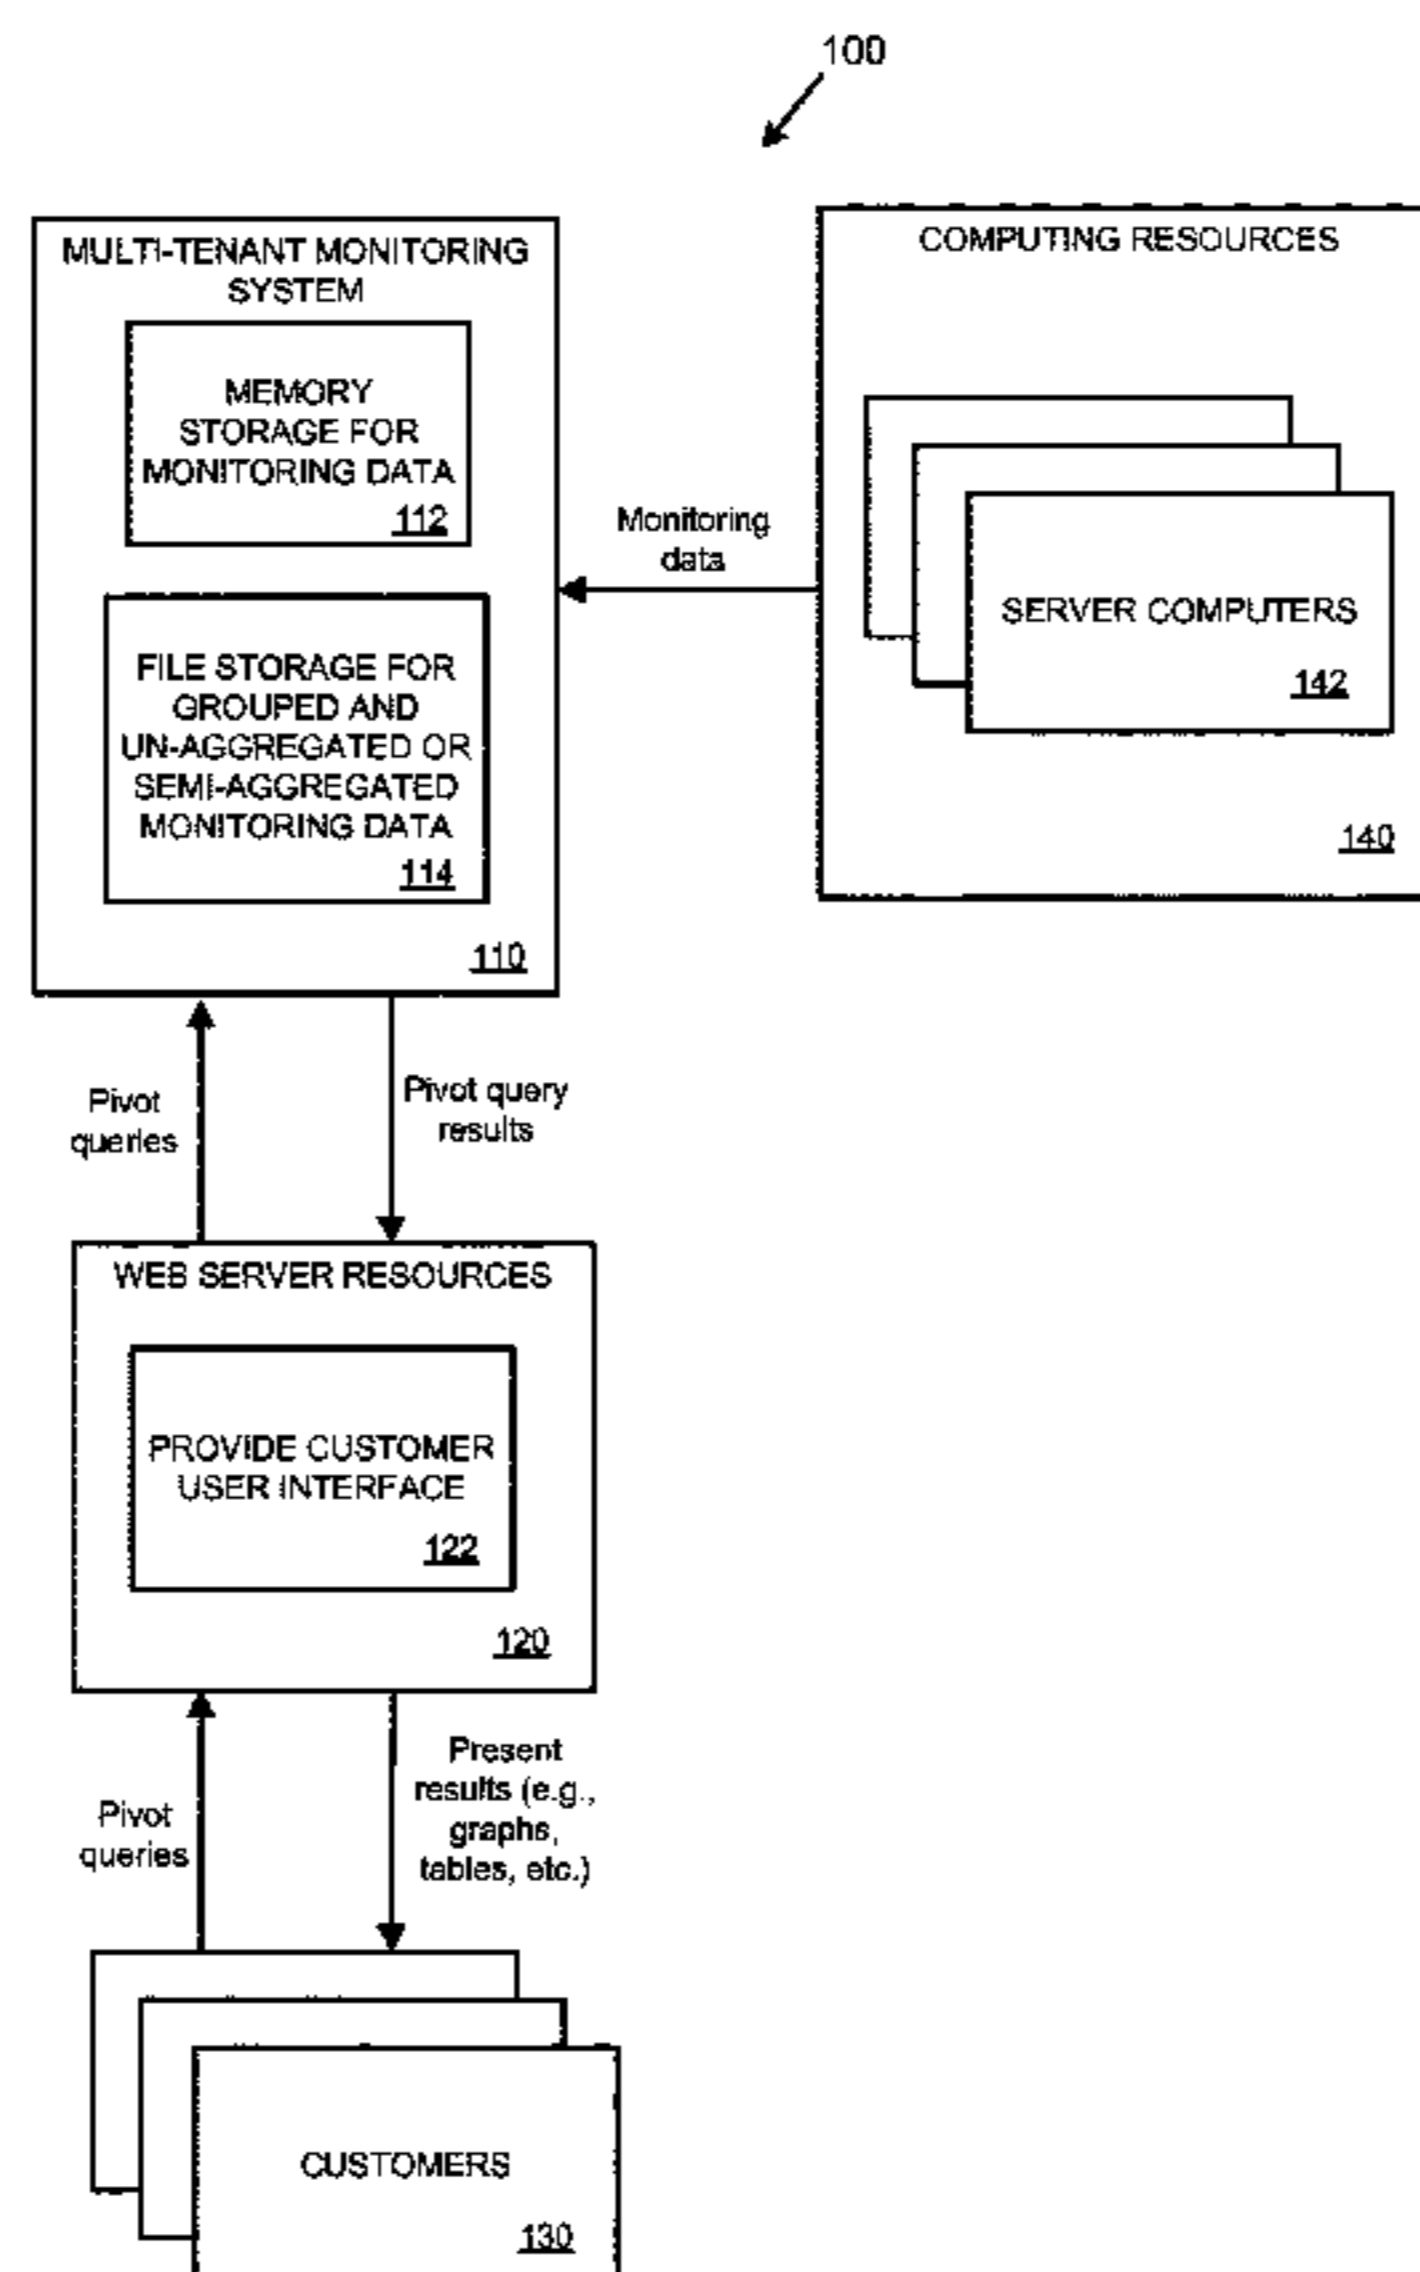 100
MULTI-TENANT MONITORING
SYSTEM
MEMORY
STORAGE FOR
MONITORING DATA
112
FILE STORAGE FOR
GROUPED AND
UN-AGGREGATED OR
SEMI-AGGREGATED
MONITORING DATA
114
110
Monitoring
data
COMPUTING RESOURCES
SERVER COMPUTERS
142
140
Pivot
queries
Pivot query
results
WEB SERVER RESOURCES
PROVIDE CUSTOMER
USER INTERFACE
122
120
Pivot
queries
Present
results (e.g.,
graphs,
tables, etc.)
CUSTOMERS
130